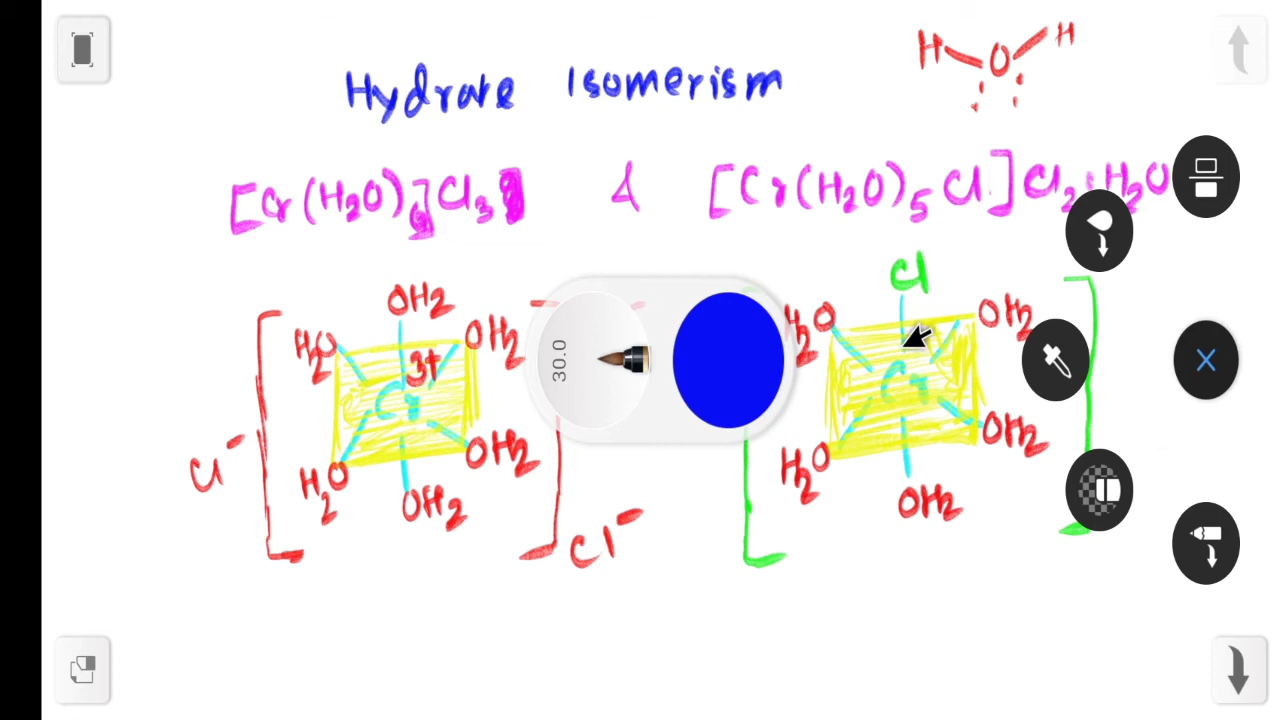 H O H
Hydrate Isomerism
[Cr(H2O)6]Cl3 & [Cr(H2O)5Cl]Cl2.H2O
Cl
OH2 H2O OH2
H2O OH2 3+
Cr Cr
30.0
Cl-
H2O OH2 H2O OH2
OH2 OH2
Cl-